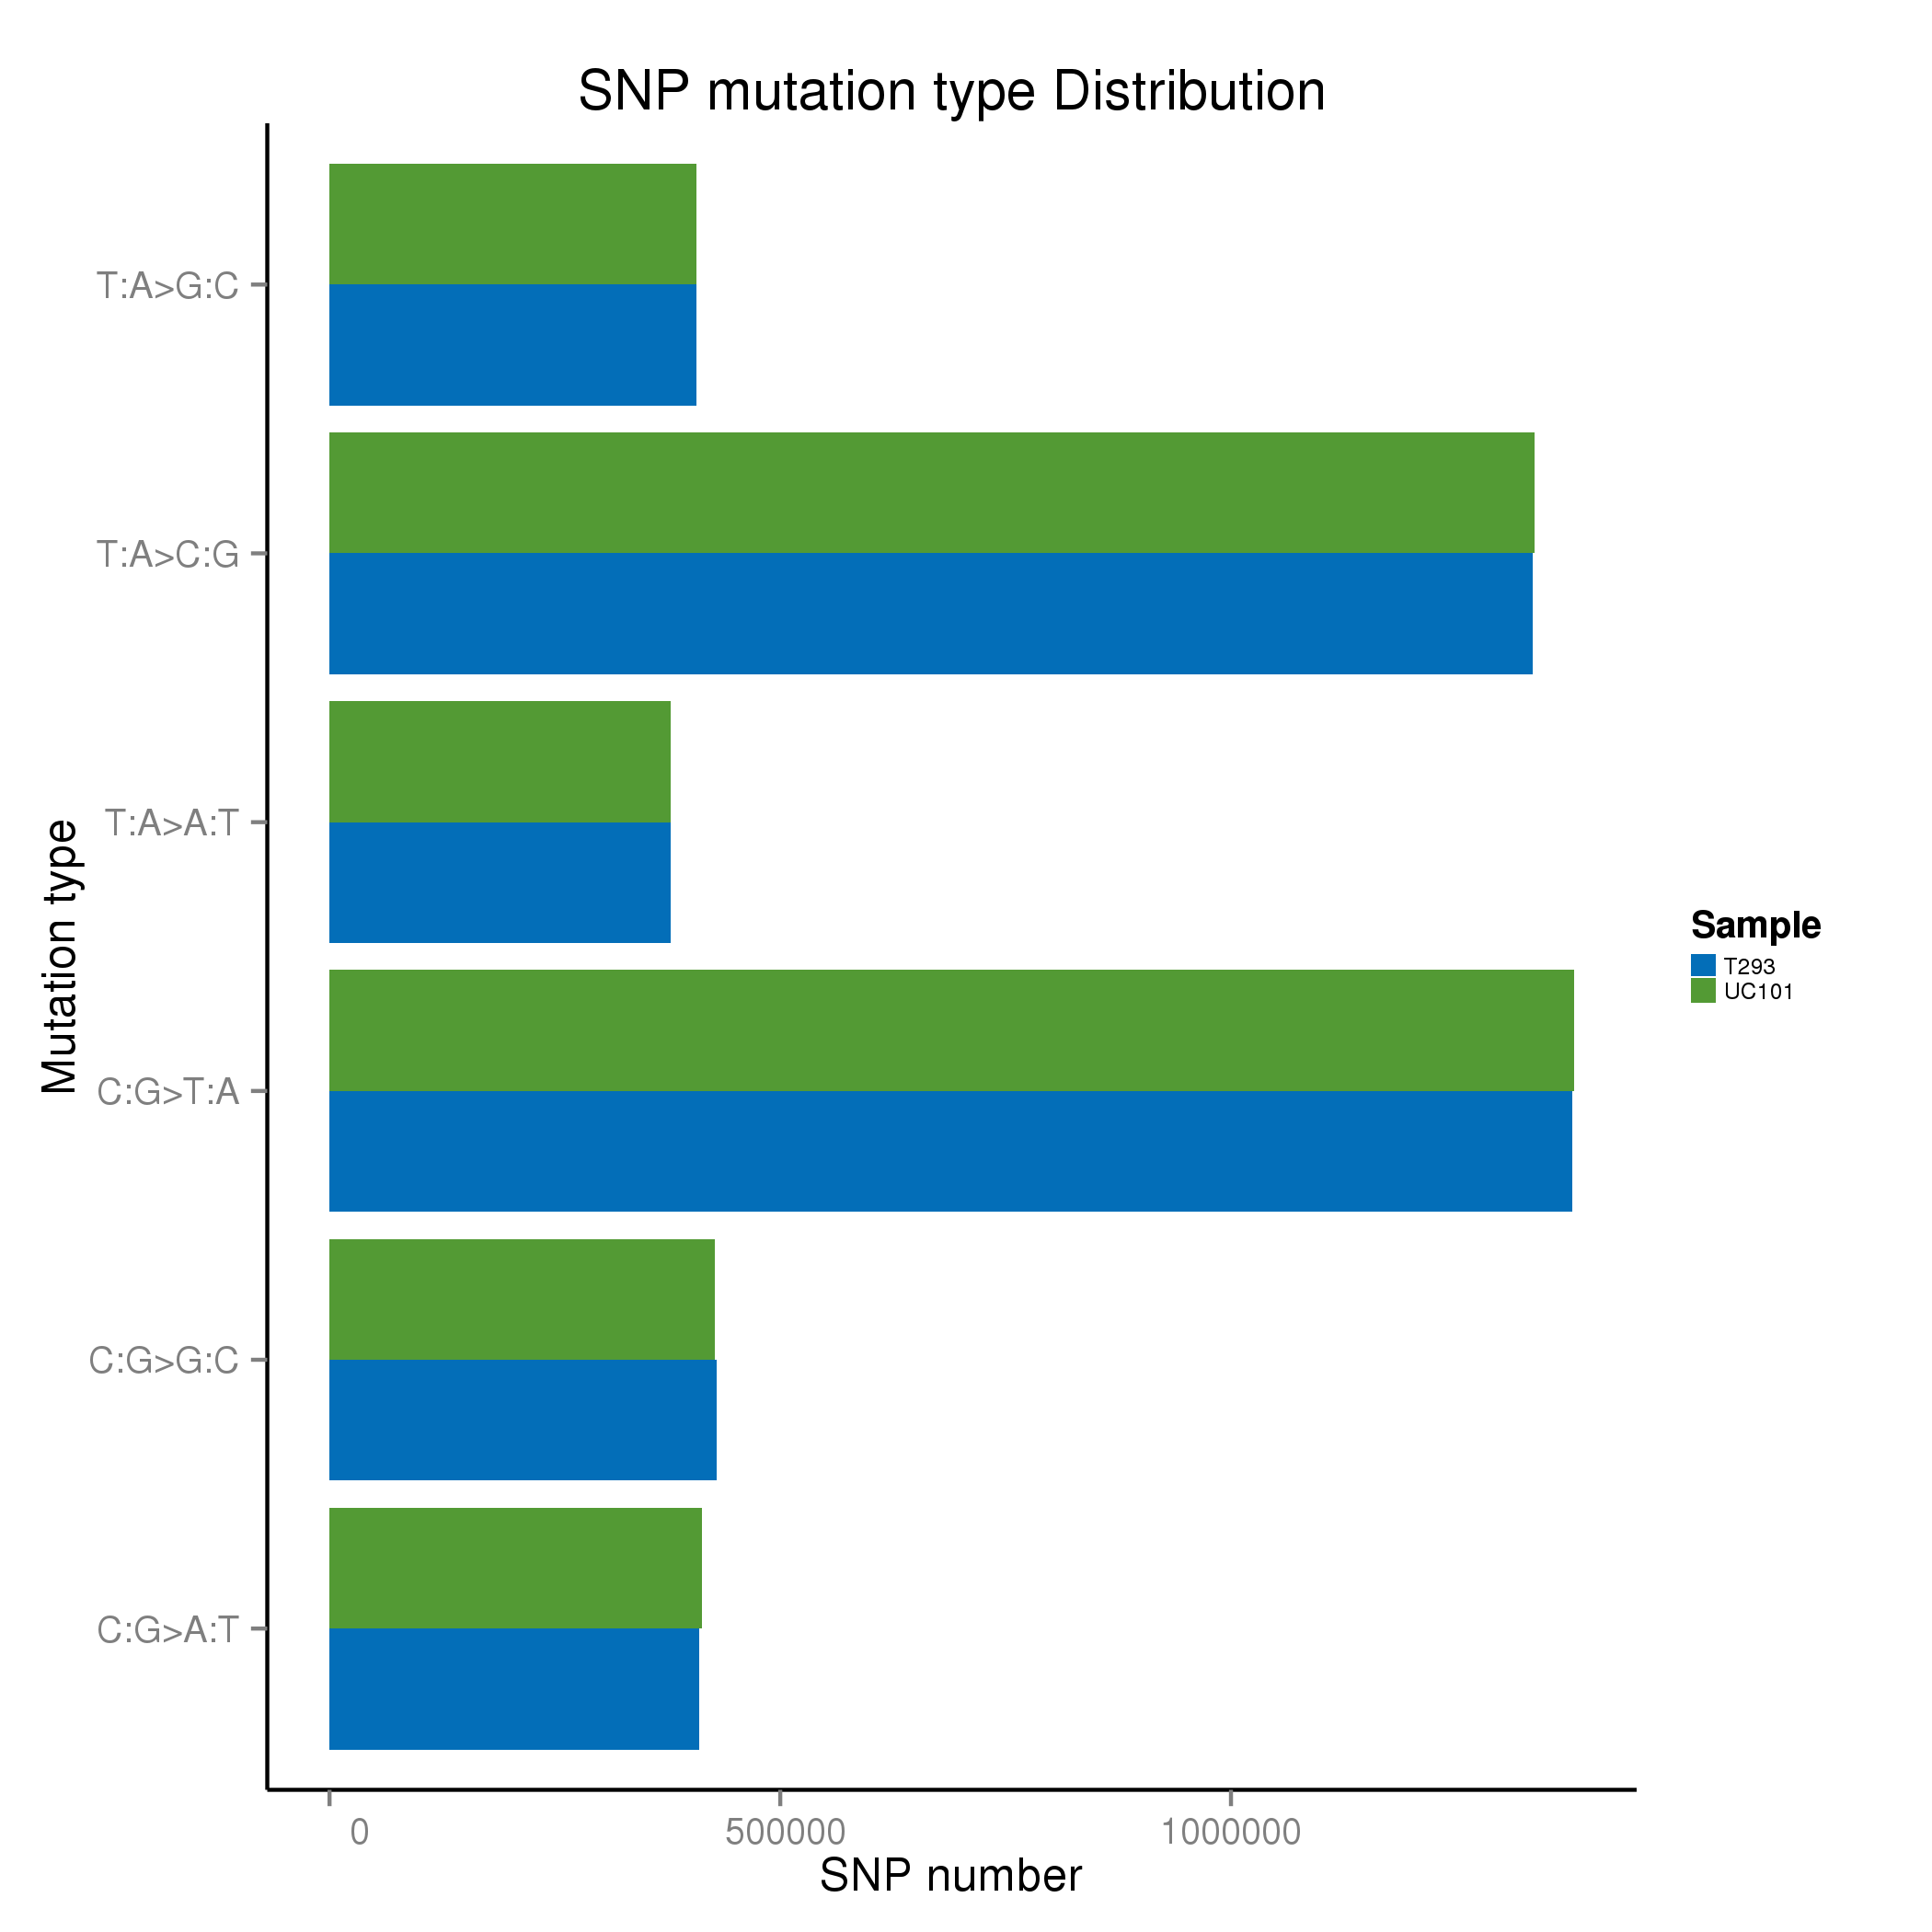 SNP mutation type Distribution
T:A>G:C
T:A>C:G
T:A>A:T
C:G>T:A
C:G>G:C
C:G>A:T
Mutation type
0 500000 1000000
SNP number
Sample
T293
UC101